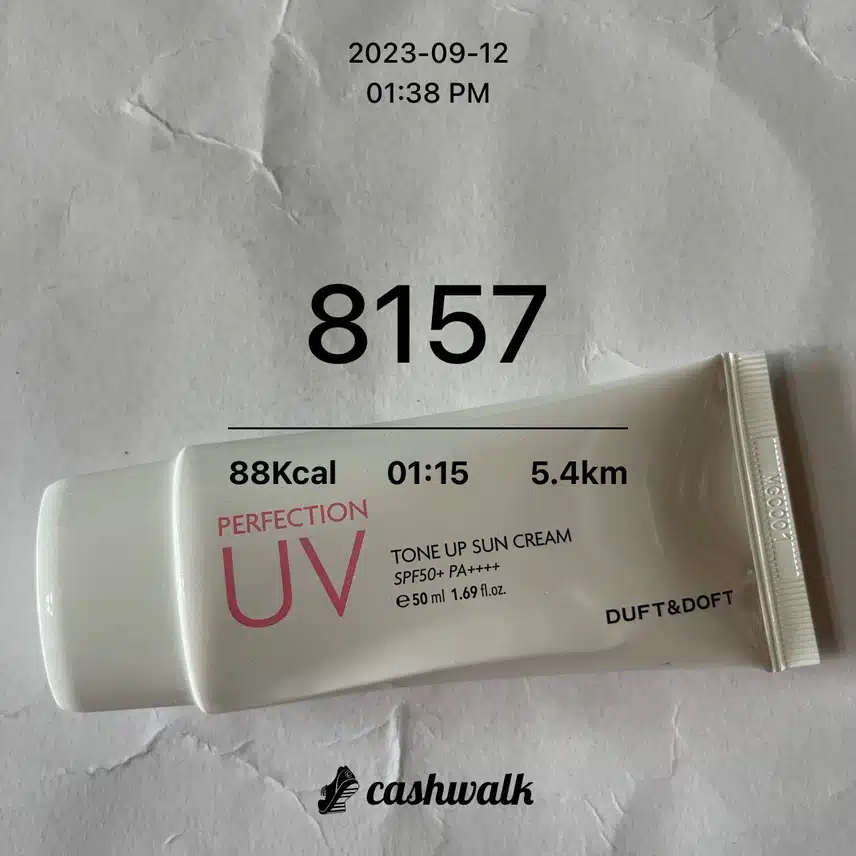 2023-09-12
01:38 PM
8157
88Kcal 01:15 5.4km
PERFECTION
UV
TONE UP SUN CREAM
SPF50+ PA++++
℮50 ml 1.69 fl.oz.
DUFT&DOFT
cashwalk